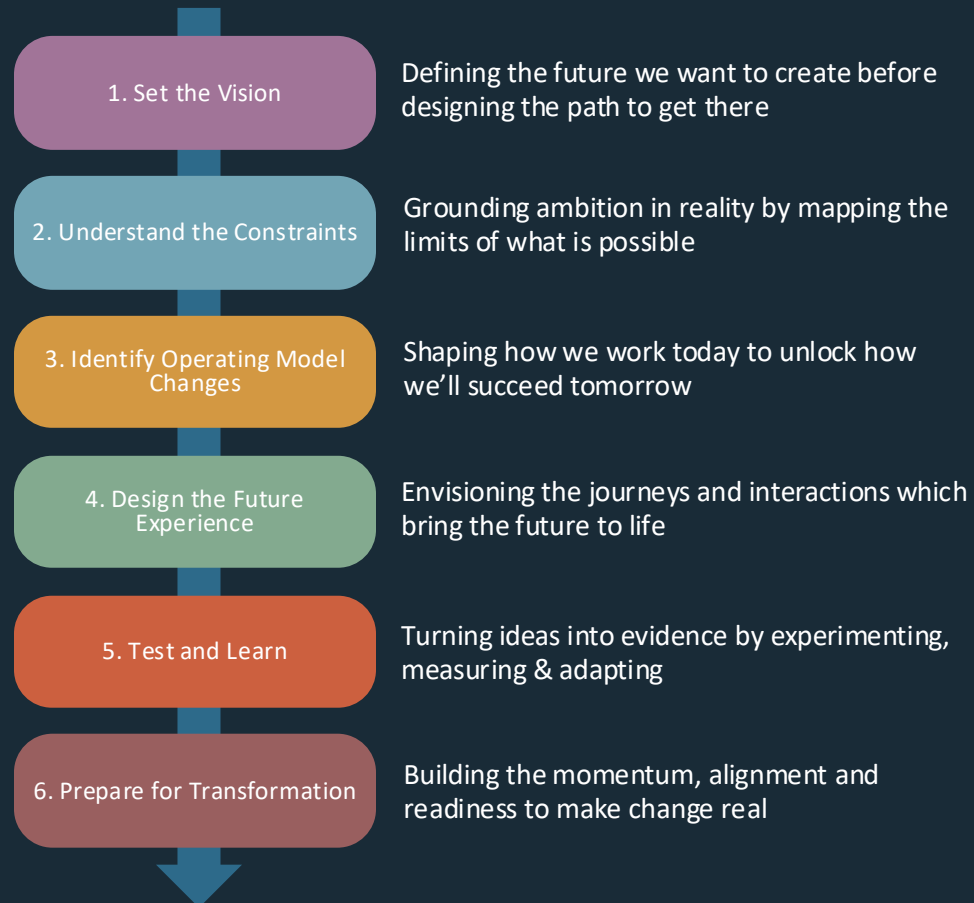 1. Set the Vision
Defining the future we want to create before
designing the path to get there
2. Understand the Constraints
Grounding ambition in reality by mapping the
limits of what is possible
3. Identify Operating Model
Changes
Shaping how we work today to unlock how
we’ll succeed tomorrow
4. Design the Future
Experience
Envisioning the journeys and interactions which
bring the future to life
5. Test and Learn
Turning ideas into evidence by experimenting,
measuring & adapting
6. Prepare for Transformation
Building the momentum, alignment and
readiness to make change real